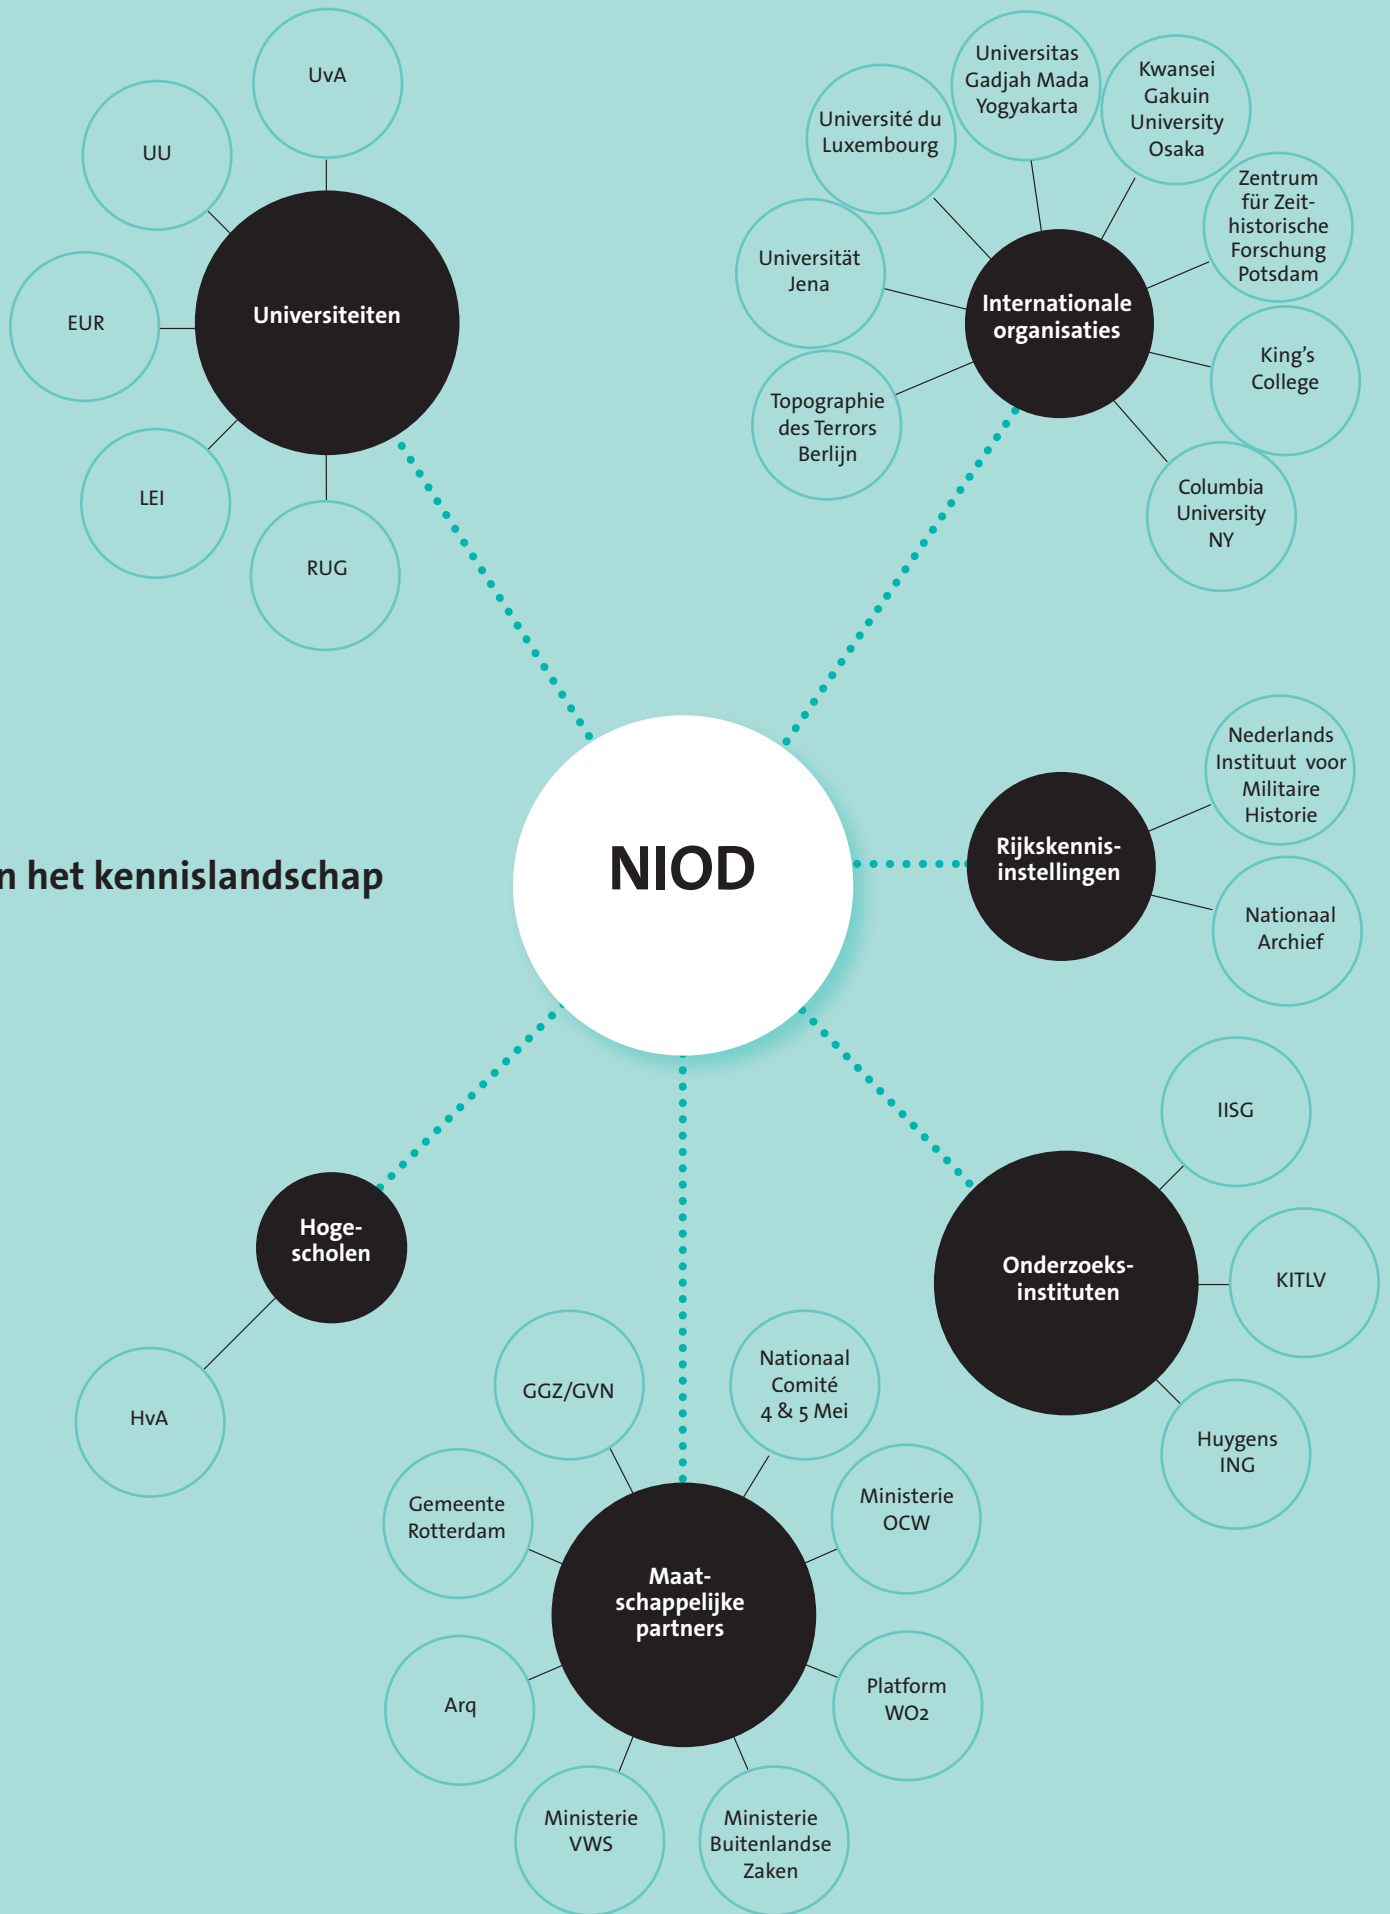 UvA
UU
EUR
LEI
RUG
Universiteiten
Universitas
Gadjah Mada
Yogyakarta
Kwansei
Gakuin
University
Osaka
Université du
Luxembourg
Zentrum
für Zeit-
historische
Forschung
Potsdam
Universität
Jena
Internationale
organisaties
King's
College
Topographie
des Terrors
Berlijn
Columbia
University
NY
n het kennislandschap
NIOD
Rijkskennis-
instellingen
Nederlands
Instituut voor
Militaire
Historie
Nationaal
Archief
Hoge-
scholen
HvA
Onderzoeks-
instituten
IISG
KITLV
Huygens
ING
Maat-
schappelijke
partners
GGZ/GVN
Nationaal
Comité
4 & 5 Mei
Gemeente
Rotterdam
Ministerie
OCW
Arq
Platform
WO2
Ministerie
VWS
Ministerie
Buitenlandse
Zaken